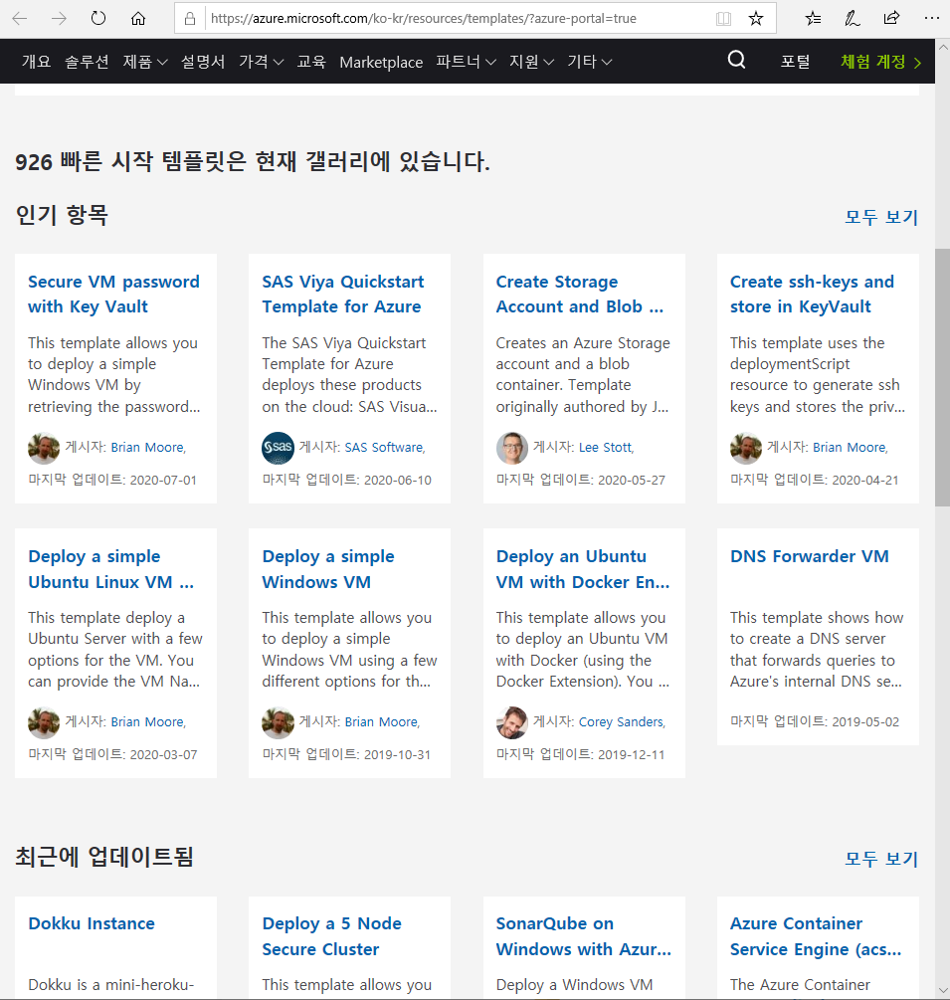 https://azure.microsoft.com/ko-kr/resources/templates/?azure-portal=true
개요 솔루션 제품 설명서 가격 교육 Marketplace 파트너 지원 기타 포털 체험 계정
926 빠른 시작 템플릿은 현재 갤러리에 있습니다.
인기 항목
모두 보기
Secure VM password
with Key Vault
This template allows you
to deploy a simple
Windows VM by
retrieving the password...
게시자: Brian Moore,
마지막 업데이트: 2020-07-01
SAS Viya Quickstart
Template for Azure
The SAS Viya Quickstart
Template for Azure
deploys these products
on the cloud: SAS Visua...
sas
게시자: SAS Software,
마지막 업데이트: 2020-06-10
Create Storage
Account and Blob ...
Creates an Azure Storage
account and a blob
container. Template
originally authored by J...
게시자: Lee Stott,
마지막 업데이트: 2020-05-27
Create ssh-keys and
store in KeyVault
This template uses the
deploymentScript
resource to generate ssh
keys and stores the priv...
게시자: Brian Moore,
마지막 업데이트: 2020-04-21
Deploy a simple
Ubuntu Linux VM ...
This template deploy a
Ubuntu Server with a few
options for the VM. You
can provide the VM Na...
게시자: Brian Moore,
마지막 업데이트: 2020-03-07
Deploy a simple
Windows VM
This template allows you
to deploy a simple
Windows VM using a few
different options for th...
게시자: Brian Moore,
마지막 업데이트: 2019-10-31
Deploy an Ubuntu
VM with Docker En...
This template allows you
to deploy an Ubuntu VM
with Docker (using the
Docker Extension). You ...
게시자: Corey Sanders,
마지막 업데이트: 2019-12-11
DNS Forwarder VM
This template shows how
to create a DNS server
that forwards queries to
Azure's internal DNS se...
마지막 업데이트: 2019-05-02
최근에 업데이트됨
모두 보기
Dokku Instance
Dokku is a mini-heroku-
Deploy a 5 Node
Secure Cluster
This template allows you
SonarQube on
Windows with Azur...
Deploy a Windows VM
Azure Container
Service Engine (acs...
The Azure Container